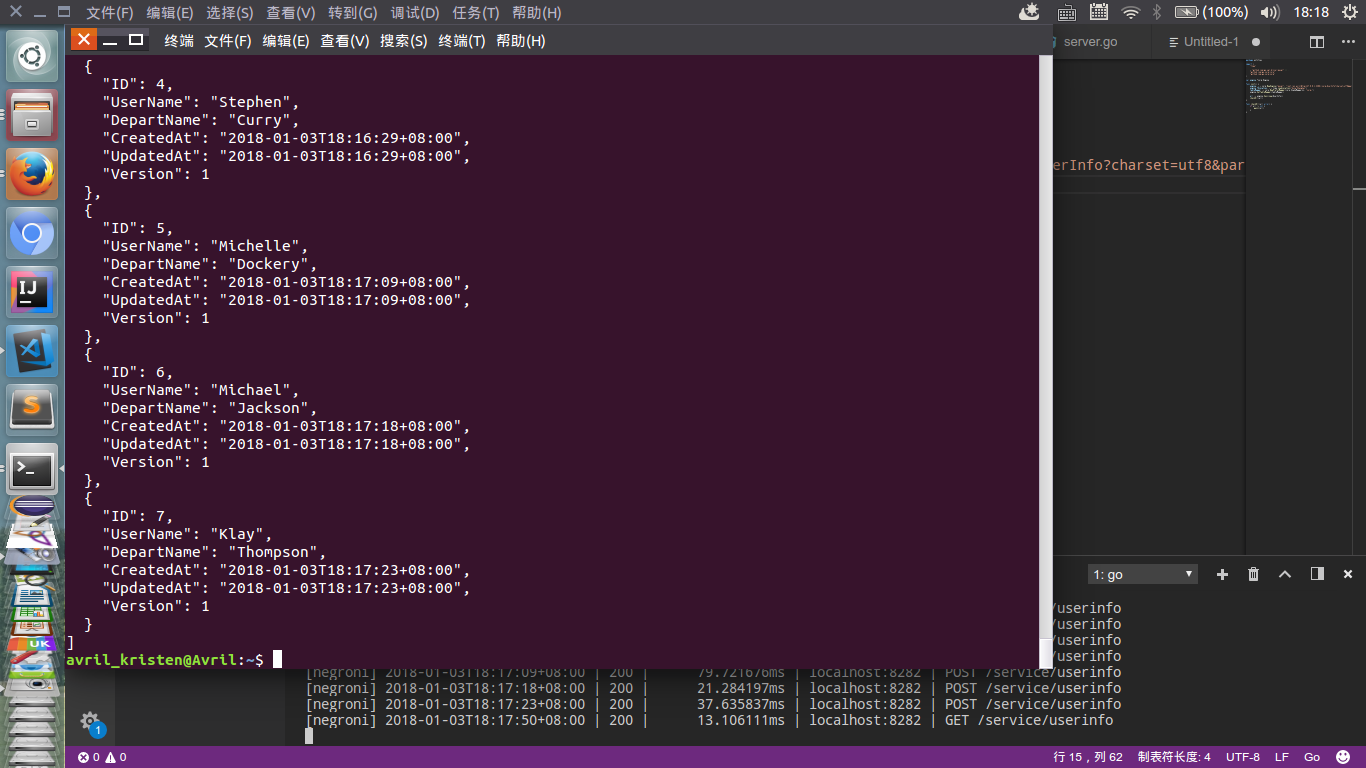 文件(F) 编辑(E) 选择(S) 查看(V) 转到(G) 调试(D) 任务(T) 帮助(H) (100%) 18:18
终端 文件(F) 编辑(E) 查看(V) 搜索(S) 终端(T) 帮助(H)
server.go Untitled-1
{
"ID": 4,
"UserName": "Stephen",
"DepartName": "Curry",
"CreatedAt": "2018-01-03T18:16:29+08:00",
"UpdatedAt": "2018-01-03T18:16:29+08:00",
"Version": 1
},
{
"ID": 5,
"UserName": "Michelle",
"DepartName": "Dockery",
"CreatedAt": "2018-01-03T18:17:09+08:00",
"UpdatedAt": "2018-01-03T18:17:09+08:00",
"Version": 1
},
{
"ID": 6,
"UserName": "Michael",
"DepartName": "Jackson",
"CreatedAt": "2018-01-03T18:17:18+08:00",
"UpdatedAt": "2018-01-03T18:17:18+08:00",
"Version": 1
},
{
"ID": 7,
"UserName": "Klay",
"DepartName": "Thompson",
"CreatedAt": "2018-01-03T18:17:23+08:00",
"UpdatedAt": "2018-01-03T18:17:23+08:00",
"Version": 1
}
]
avril_kristen@Avril:~$
erInfo?charset=utf8&par
1: go
/userinfo
/userinfo
/userinfo
/userinfo
[negroni] 2018-01-03T18:17:09+08:00 | 200 | 79.721676ms | localhost:8282 | POST /service/userinfo
[negroni] 2018-01-03T18:17:18+08:00 | 200 | 21.284197ms | localhost:8282 | POST /service/userinfo
[negroni] 2018-01-03T18:17:23+08:00 | 200 | 37.635837ms | localhost:8282 | POST /service/userinfo
[negroni] 2018-01-03T18:17:50+08:00 | 200 | 13.106111ms | localhost:8282 | GET /service/userinfo
IJ
S
>_
UK
1
0 0 行 15，列 62 制表符长度: 4 UTF-8 LF Go